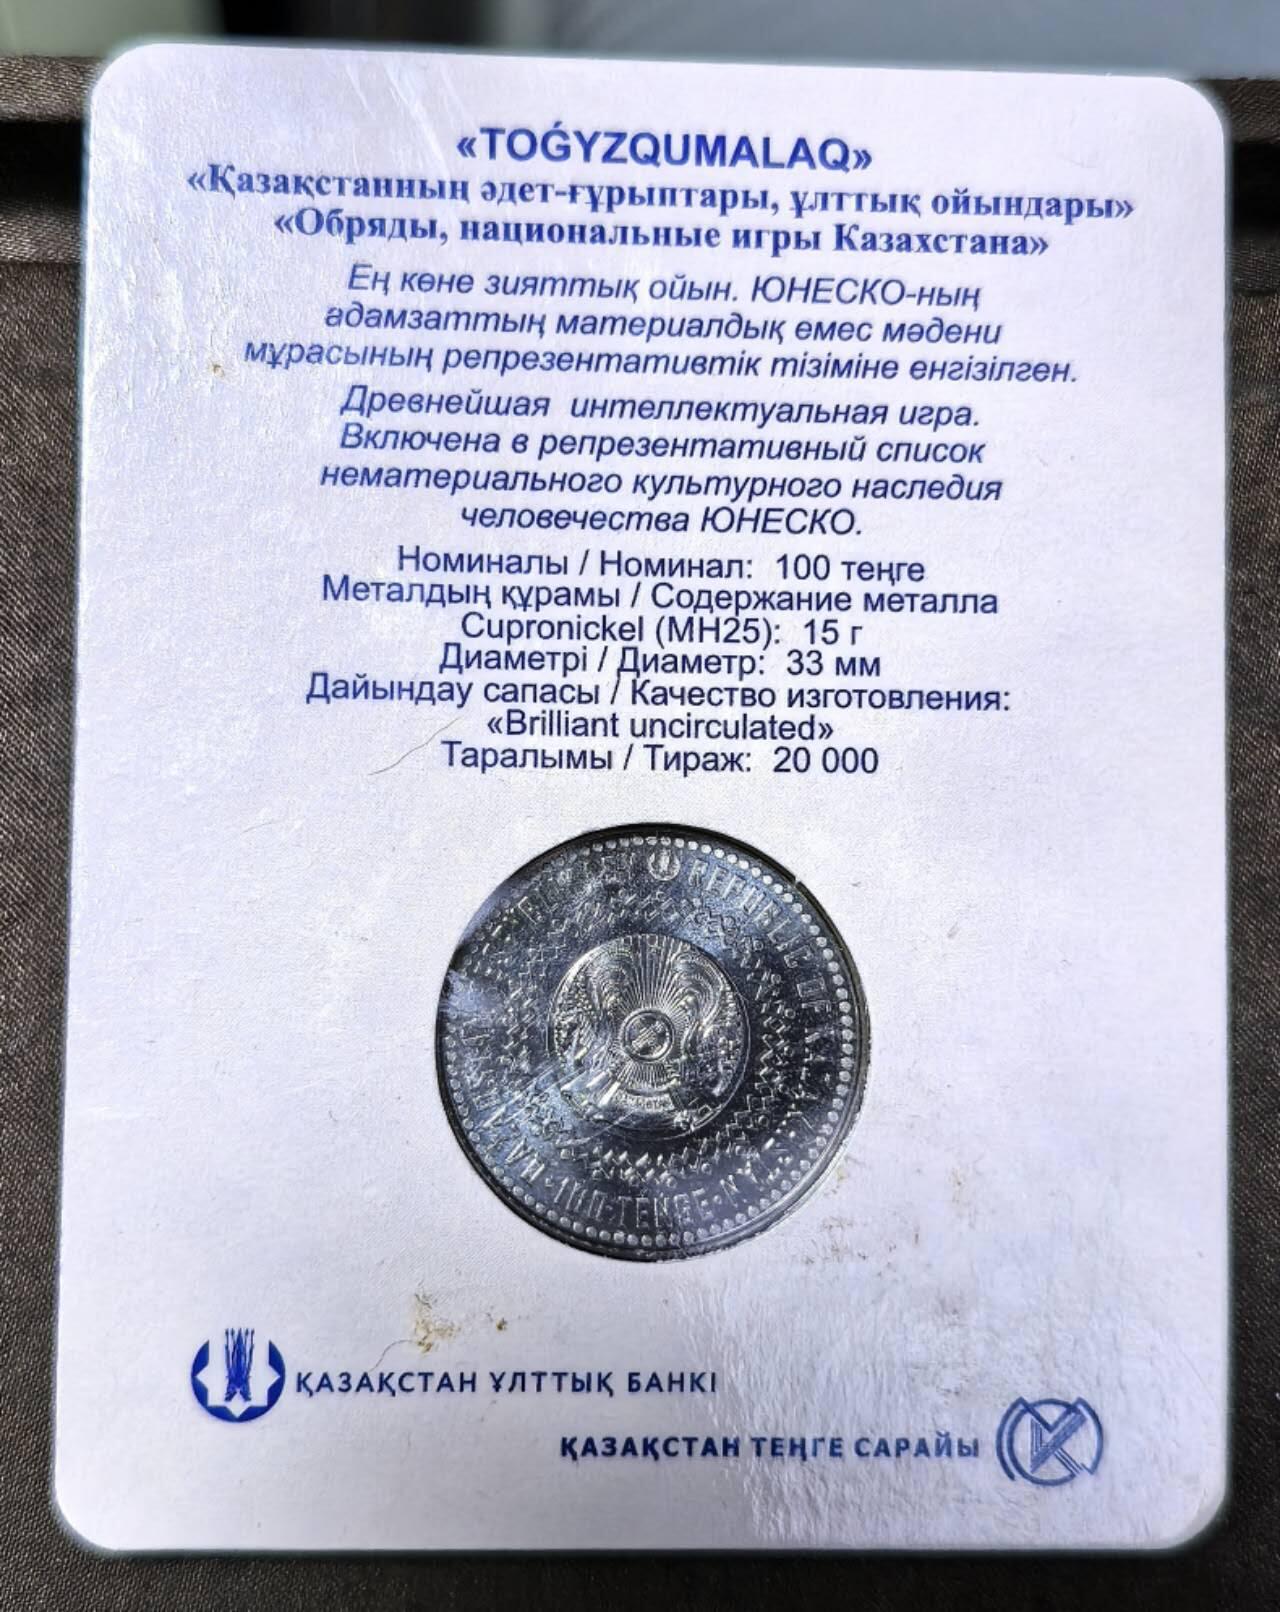 «TOǴYZQUMALAQ»
«Қазақстанның әдет-ғұрыптары, ұлттық ойындары»
«Обряды, национальные игры Казахстана»
Ең көне зияттық ойын. ЮНЕСКО-ның
адамзаттың материалдық емес мәдени
мұрасының репрезентативтік тізіміне енгізілген.
Древнейшая интеллектуальная игра.
Включена в репрезентативный список
нематериального культурного наследия
человечества ЮНЕСКО.
Номиналы / Номинал: 100 теңге
Металдың құрамы / Содержание металла
Cupronickel (МН25): 15 г
Диаметрі / Диаметр: 33 мм
Дайындау сапасы / Качество изготовления:
«Brilliant uncirculated»
Таралымы / Тираж: 20 000
REPUBLIC OF
100 TENGE
ҚАЗАҚСТАН ҰЛТТЫҚ БАНКІ
ҚАЗАҚСТАН ТЕҢГЕ САРАЙЫ